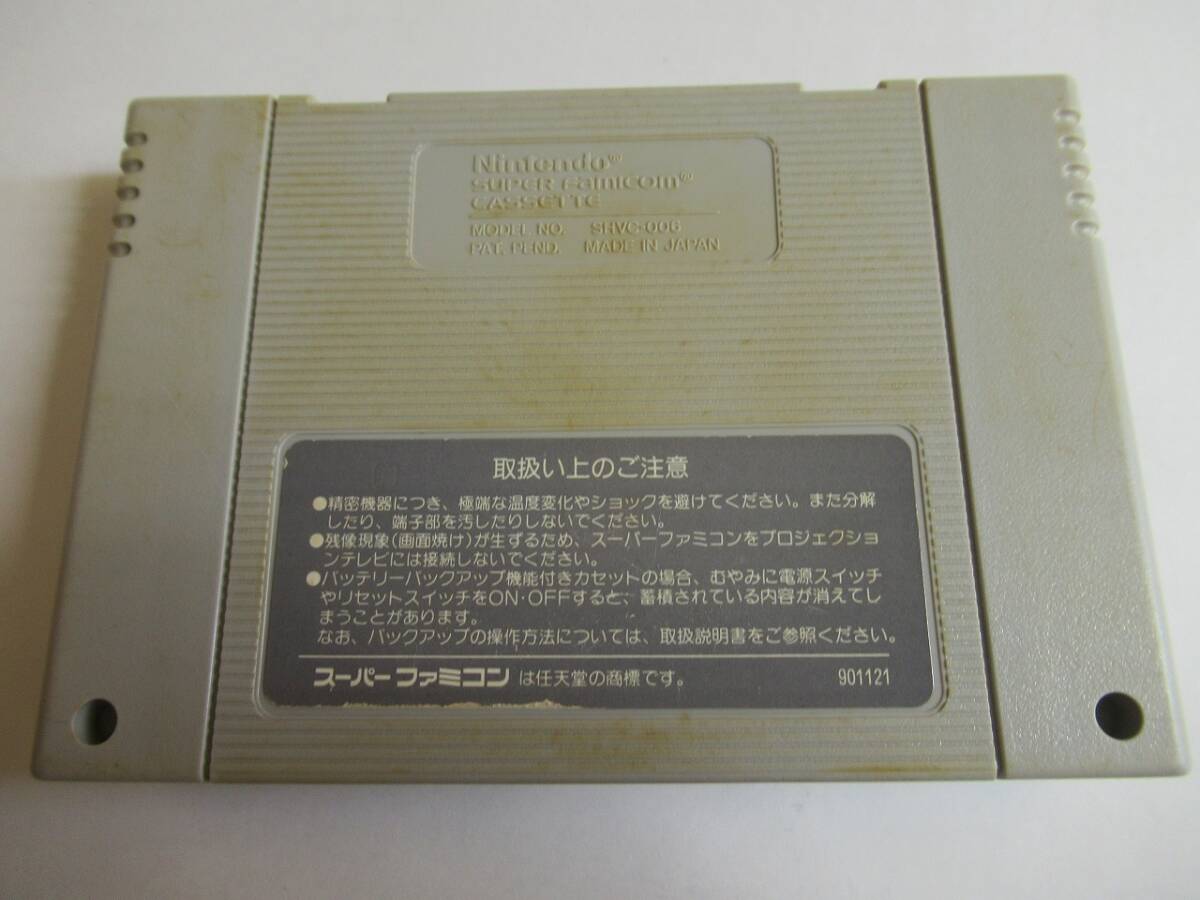 Nintendo®
SUPER Famicom®
CASSETTE
MODEL NO. SHVC-006
PAT. PEND. MADE IN JAPAN
取扱い上のご注意
●精密機器につき、極端な温度変化やショックを避けてください。また分解
したり、端子部を汚したりしないでください。
●残像現象(画面焼け)が生ずるため、スーパーファミコンをプロジェクショ
ンテレビには接続しないでください。
●バッテリーバックアップ機能付きカセットの場合、むやみに電源スイッチ
やリセットスイッチをON・OFFすると、蓄積されている内容が消えてし
まうことがあります。
なお、バックアップの操作方法については、取扱説明書をご参照ください。
スーパーファミコン は任天堂の商標です。 901121